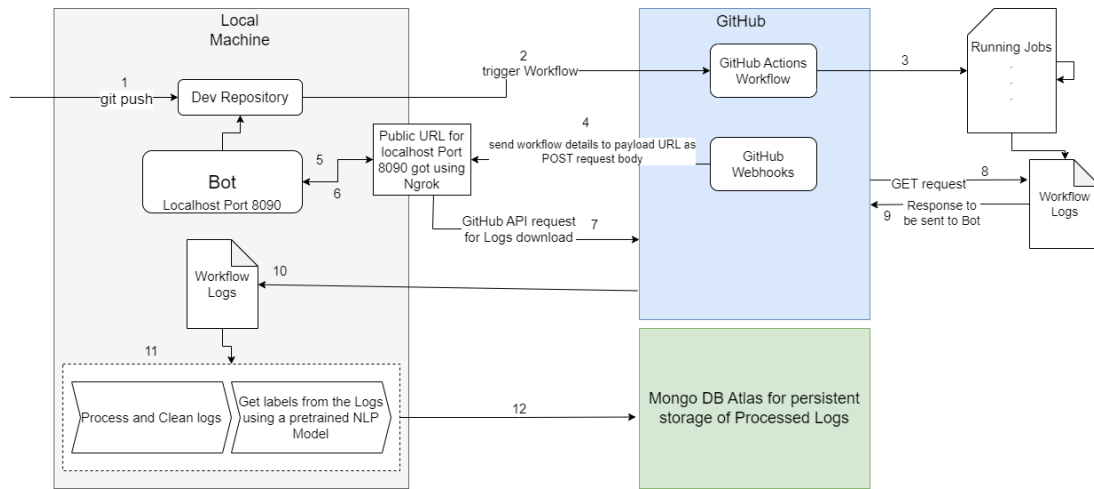 Local
Machine
GitHub
1
git push
Dev Repository
2
trigger Workflow
GitHub Actions
Workflow
3
Running Jobs
.
.
.
.
4
send workflow details to payload URL as
POST request body
GitHub
Webhooks
Public URL for
localhost Port
8090 got using
Ngrok
5
6
Bot
Localhost Port 8090
GitHub API request
for Logs download
7
GET request
8
Response to
be sent to Bot
9
Workflow
Logs
Workflow
Logs
10
11
Process and Clean logs
Get labels from the Logs
using a pretrained NLP
Model
12
Mongo DB Atlas for persistent
storage of Processed Logs